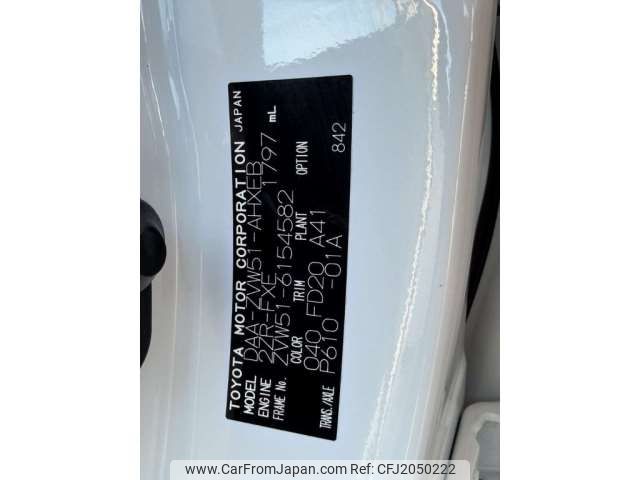 TOYOTA MOTOR CORPORATION JAPAN
MODEL DAA-ZVW51-AHXEB
ENGINE 2ZR-FXE 1797 mL
FRAME No. ZVW51-6154582
COLOR TRIM PLANT OPTION
040 FD20 A41 842
TRANS./AXLE P610 -01A
www.CarFromJapan.com © CarFromJapan - CFJ2050222